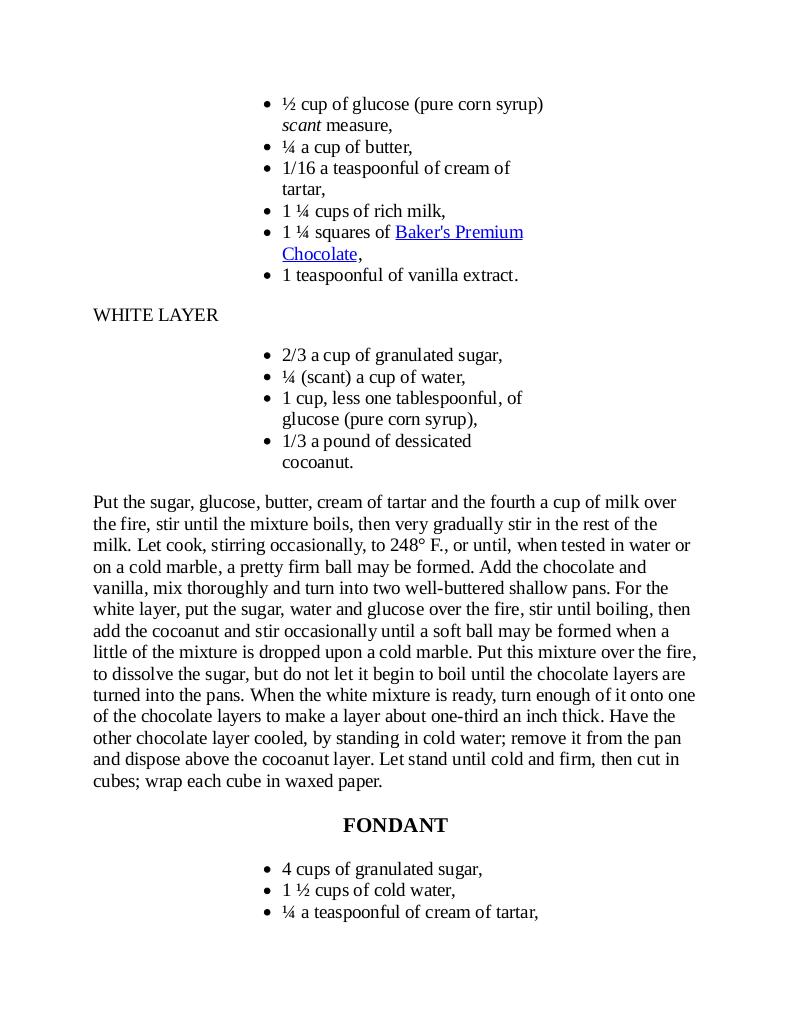 • ½ cup of glucose (pure corn syrup)
scant measure,
• ¼ a cup of butter,
• 1/16 a teaspoonful of cream of
tartar,
• 1 ¼ cups of rich milk,
• 1 ¼ squares of Baker's Premium
Chocolate,
• 1 teaspoonful of vanilla extract.
WHITE LAYER
• 2/3 a cup of granulated sugar,
• ¼ (scant) a cup of water,
• 1 cup, less one tablespoonful, of
glucose (pure corn syrup),
• 1/3 a pound of dessicated
cocoanut.
Put the sugar, glucose, butter, cream of tartar and the fourth a cup of milk over
the fire, stir until the mixture boils, then very gradually stir in the rest of the
milk. Let cook, stirring occasionally, to 248° F., or until, when tested in water or
on a cold marble, a pretty firm ball may be formed. Add the chocolate and
vanilla, mix thoroughly and turn into two well-buttered shallow pans. For the
white layer, put the sugar, water and glucose over the fire, stir until boiling, then
add the cocoanut and stir occasionally until a soft ball may be formed when a
little of the mixture is dropped upon a cold marble. Put this mixture over the fire,
to dissolve the sugar, but do not let it begin to boil until the chocolate layers are
turned into the pans. When the white mixture is ready, turn enough of it onto one
of the chocolate layers to make a layer about one-third an inch thick. Have the
other chocolate layer cooled, by standing in cold water; remove it from the pan
and dispose above the cocoanut layer. Let stand until cold and firm, then cut in
cubes; wrap each cube in waxed paper.
FONDANT
• 4 cups of granulated sugar,
• 1 ½ cups of cold water,
• ¼ a teaspoonful of cream of tartar,